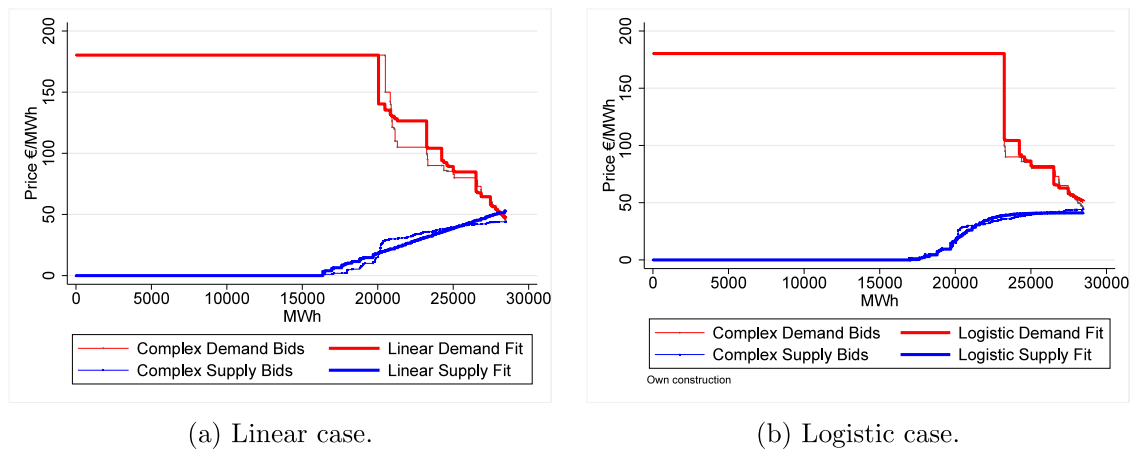 Price €/MWh
200
150
100
50
0
0 5000 10000 15000 20000 25000 30000
MWh
Complex Demand Bids Linear Demand Fit
Complex Supply Bids Linear Supply Fit
(a) Linear case.
Price €/MWh
200
150
100
50
0
0 5000 10000 15000 20000 25000 30000
MWh
Complex Demand Bids Logistic Demand Fit
Complex Supply Bids Logistic Supply Fit
Own construction
(b) Logistic case.